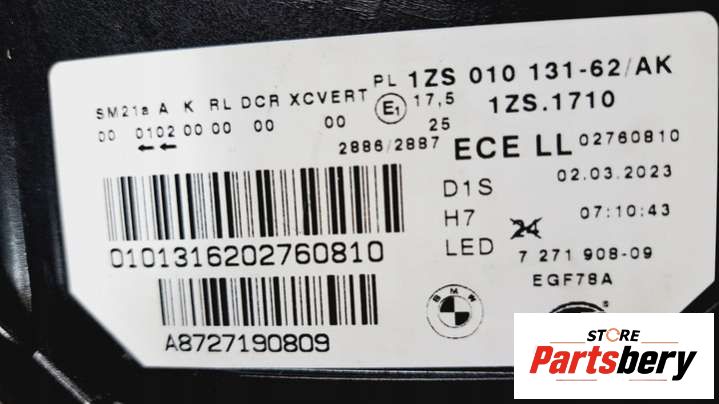 PL 1ZS 010 131-62/AK
SM21a A K RL DCR XCVERT E1 17,5 1ZS.1710
00 0102 00 00 00 00 25
2886/2887 ECE LL 02760810
D1S 02.03.2023
H7 24 07:10:43
LED 7 271 908-09
EGF78A
0101316202760810
BMW
A8727190809
STORE
Partsbery